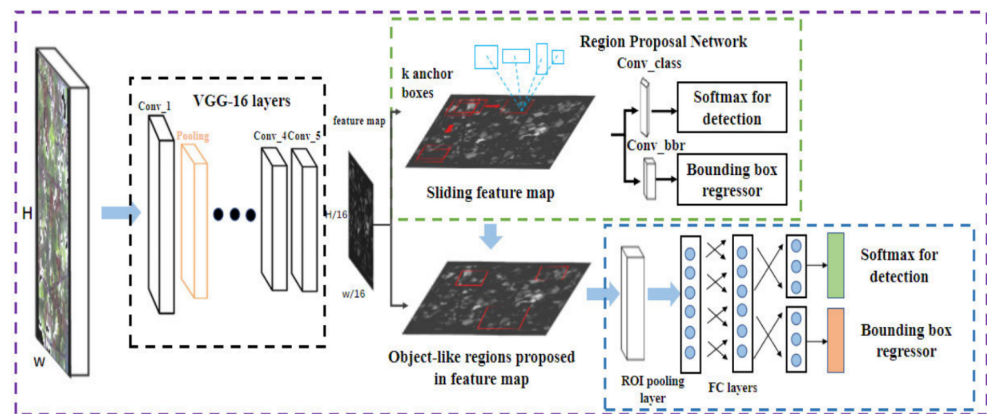 Region Proposal Network
k anchor
boxes
Conv_class
Softmax for
detection
Conv_bbr
Bounding box
regressor
Sliding feature map
VGG-16 layers
Conv_1
Pooling
Conv_4
Conv_5
feature map
H
W
H/16
w/16
Object-like regions proposed
in feature map
ROI pooling
layer
FC layers
Softmax for
detection
Bounding box
regressor